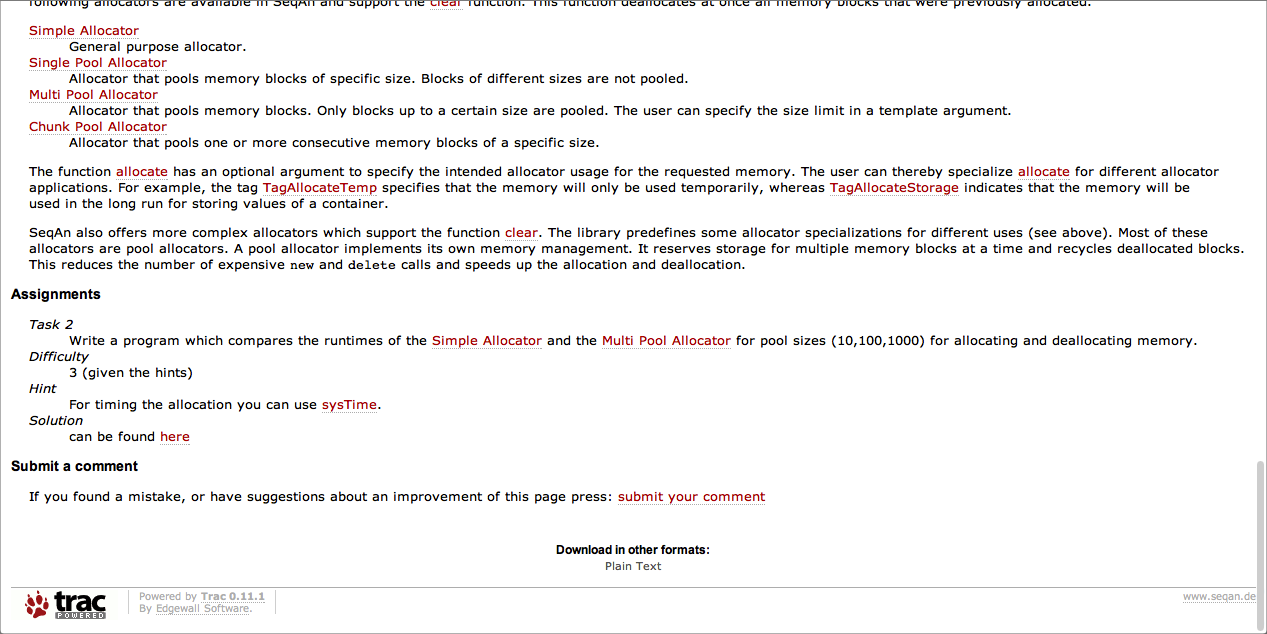 following allocators are available in SeqAn and support the clear function. This function deallocates at once all memory blocks that were previously allocated.
Simple Allocator
General purpose allocator.
Single Pool Allocator
Allocator that pools memory blocks of specific size. Blocks of different sizes are not pooled.
Multi Pool Allocator
Allocator that pools memory blocks. Only blocks up to a certain size are pooled. The user can specify the size limit in a template argument.
Chunk Pool Allocator
Allocator that pools one or more consecutive memory blocks of a specific size.
The function allocate has an optional argument to specify the intended allocator usage for the requested memory. The user can thereby specialize allocate for different allocator
applications. For example, the tag TagAllocateTemp specifies that the memory will only be used temporarily, whereas TagAllocateStorage indicates that the memory will be
used in the long run for storing values of a container.
SeqAn also offers more complex allocators which support the function clear. The library predefines some allocator specializations for different uses (see above). Most of these
allocators are pool allocators. A pool allocator implements its own memory management. It reserves storage for multiple memory blocks at a time and recycles deallocated blocks.
This reduces the number of expensive new and delete calls and speeds up the allocation and deallocation.
Assignments
Task 2
Write a program which compares the runtimes of the Simple Allocator and the Multi Pool Allocator for pool sizes (10,100,1000) for allocating and deallocating memory.
Difficulty
3 (given the hints)
Hint
For timing the allocation you can use sysTime.
Solution
can be found here
Submit a comment
If you found a mistake, or have suggestions about an improvement of this page press: submit your comment
Download in other formats:
Plain Text
trac
POWERED
Powered by Trac 0.11.1
By Edgewall Software.
www.seqan.de